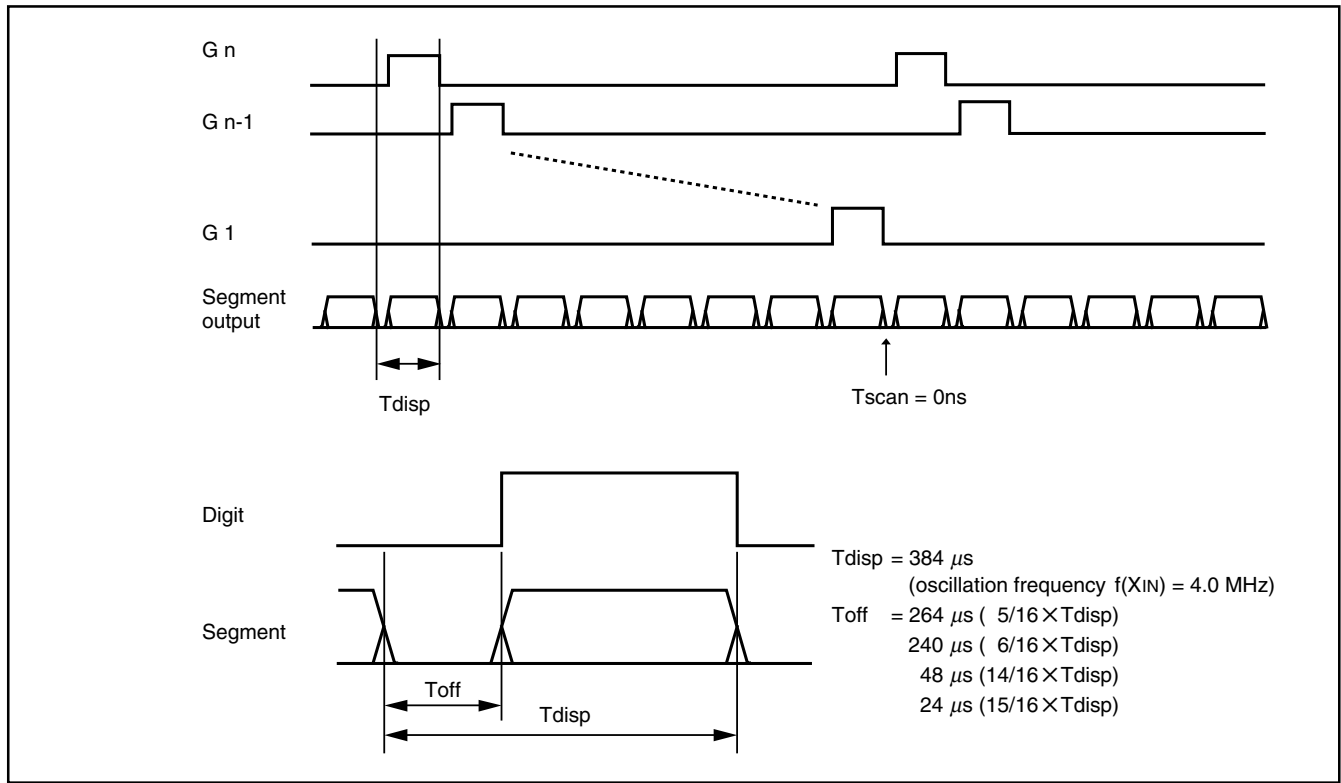 G n
G n-1
G 1
Segment
output
Tdisp
Tscan = 0ns
Digit
Segment
Toff
Tdisp
Tdisp = 384 μs
(oscillation frequency f(XIN) = 4.0 MHz)
Toff = 264 μs ( 5/16×Tdisp)
240 μs ( 6/16×Tdisp)
48 μs (14/16×Tdisp)
24 μs (15/16×Tdisp)